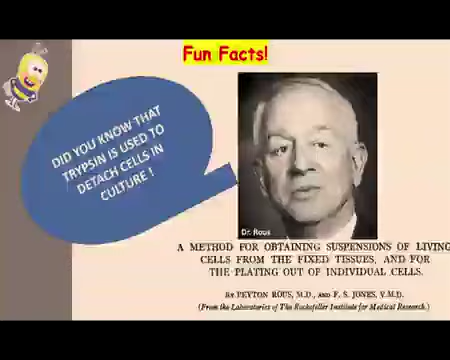 Fun Facts!
DID YOU KNOW THAT
TRYPSIN IS USED TO
DETACH CELLS IN
CULTURE !
Dr. Rous
A METHOD FOR OBTAINING SUSPENSIONS OF LIVING
CELLS FROM THE FIXED TISSUES, AND FOR
THE PLATING OUT OF INDIVIDUAL CELLS.
BY PEYTON ROUS, M.D., AND F. S. JONES, V.M.D.
(From the Laboratories of The Rockefeller Institute for Medical Research.)